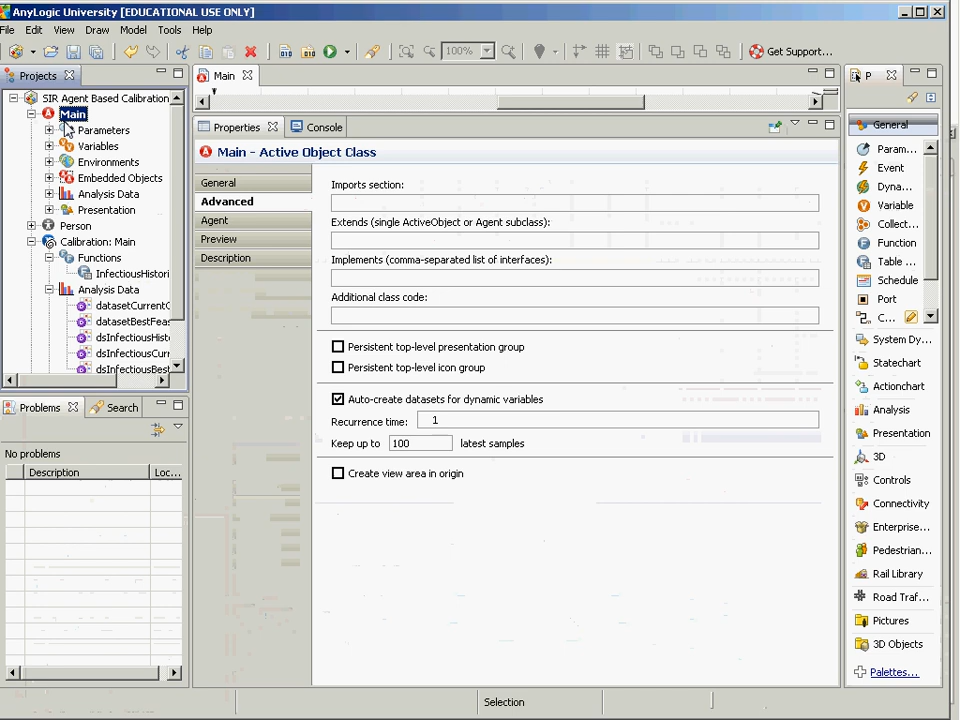 AnyLogic University [EDUCATIONAL USE ONLY]
File Edit View Draw Model Tools Help
100% Get Support...
Projects
SIR Agent Based Calibration
Main
Parameters
Variables
Environments
Embedded Objects
Analysis Data
Presentation
Person
Calibration: Main
Functions
InfectiousHistori
Analysis Data
datasetCurrentC
datasetBestFeas
dsInfectiousHist
dsInfectiousCurr
dsInfectiousBest
Problems Search
No problems
Description Loc...
Main
Properties Console
Main - Active Object Class
General
Advanced
Agent
Preview
Description
Imports section:
Extends (single ActiveObject or Agent subclass):
Implements (comma-separated list of interfaces):
Additional class code:
Persistent top-level presentation group
Persistent top-level icon group
Auto-create datasets for dynamic variables
Recurrence time: 1
Keep up to 100 latest samples
Create view area in origin
P
General
Param...
Event
Dyna...
Variable
Collect...
Function
Table ...
Schedule
Port
C...
System Dy...
Statechart
Actionchart
Analysis
Presentation
3D
Controls
Connectivity
Enterprise...
Pedestrian...
Rail Library
Road Traf...
Pictures
3D Objects
Palettes...
Selection